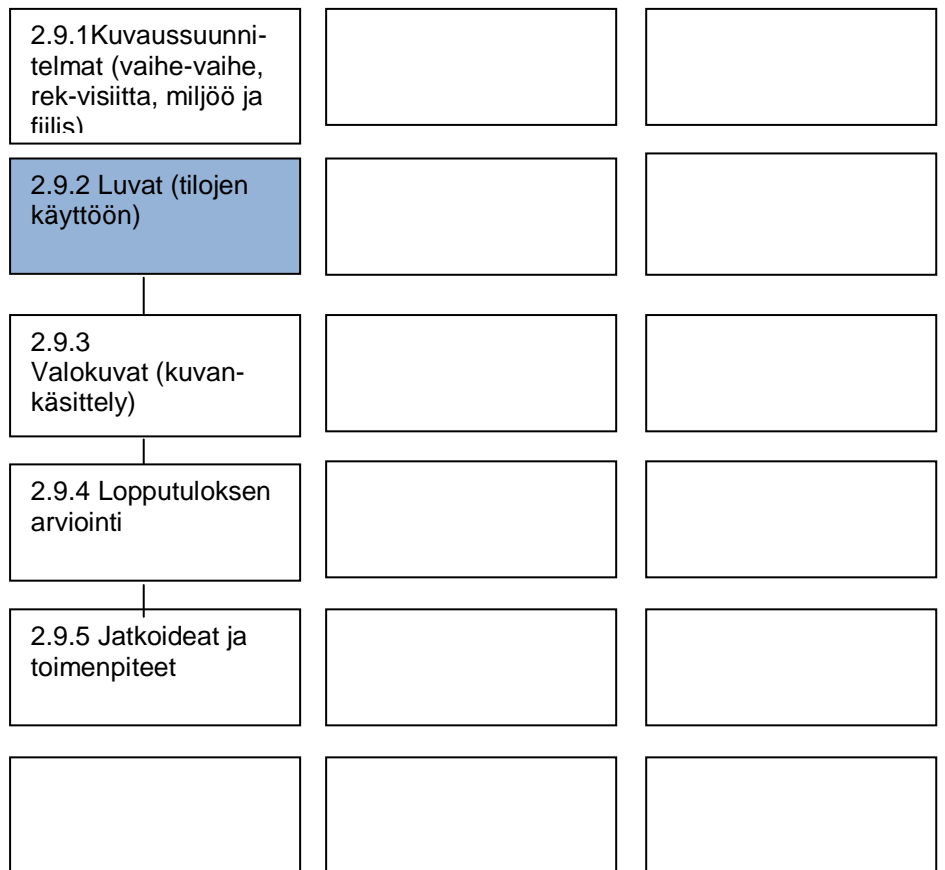 2.9.1Kuvaussuunni-
telmat (vaihe-vaihe,
rek-visiitta, miljöö ja
fiilis)
2.9.2 Luvat (tilojen
käyttöön)
2.9.3
Valokuvat (kuvan-
käsittely)
2.9.4 Lopputuloksen
arviointi
2.9.5 Jatkoideat ja
toimenpiteet